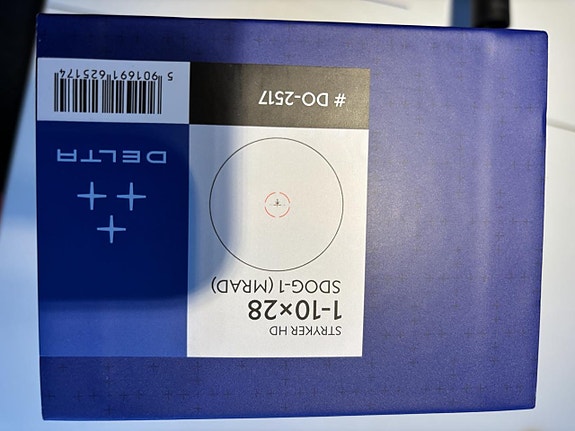 STRYKER HD
1-10×28
SDOG-1 (MRAD)
# DO-2517
DELTA
5 901691 625174